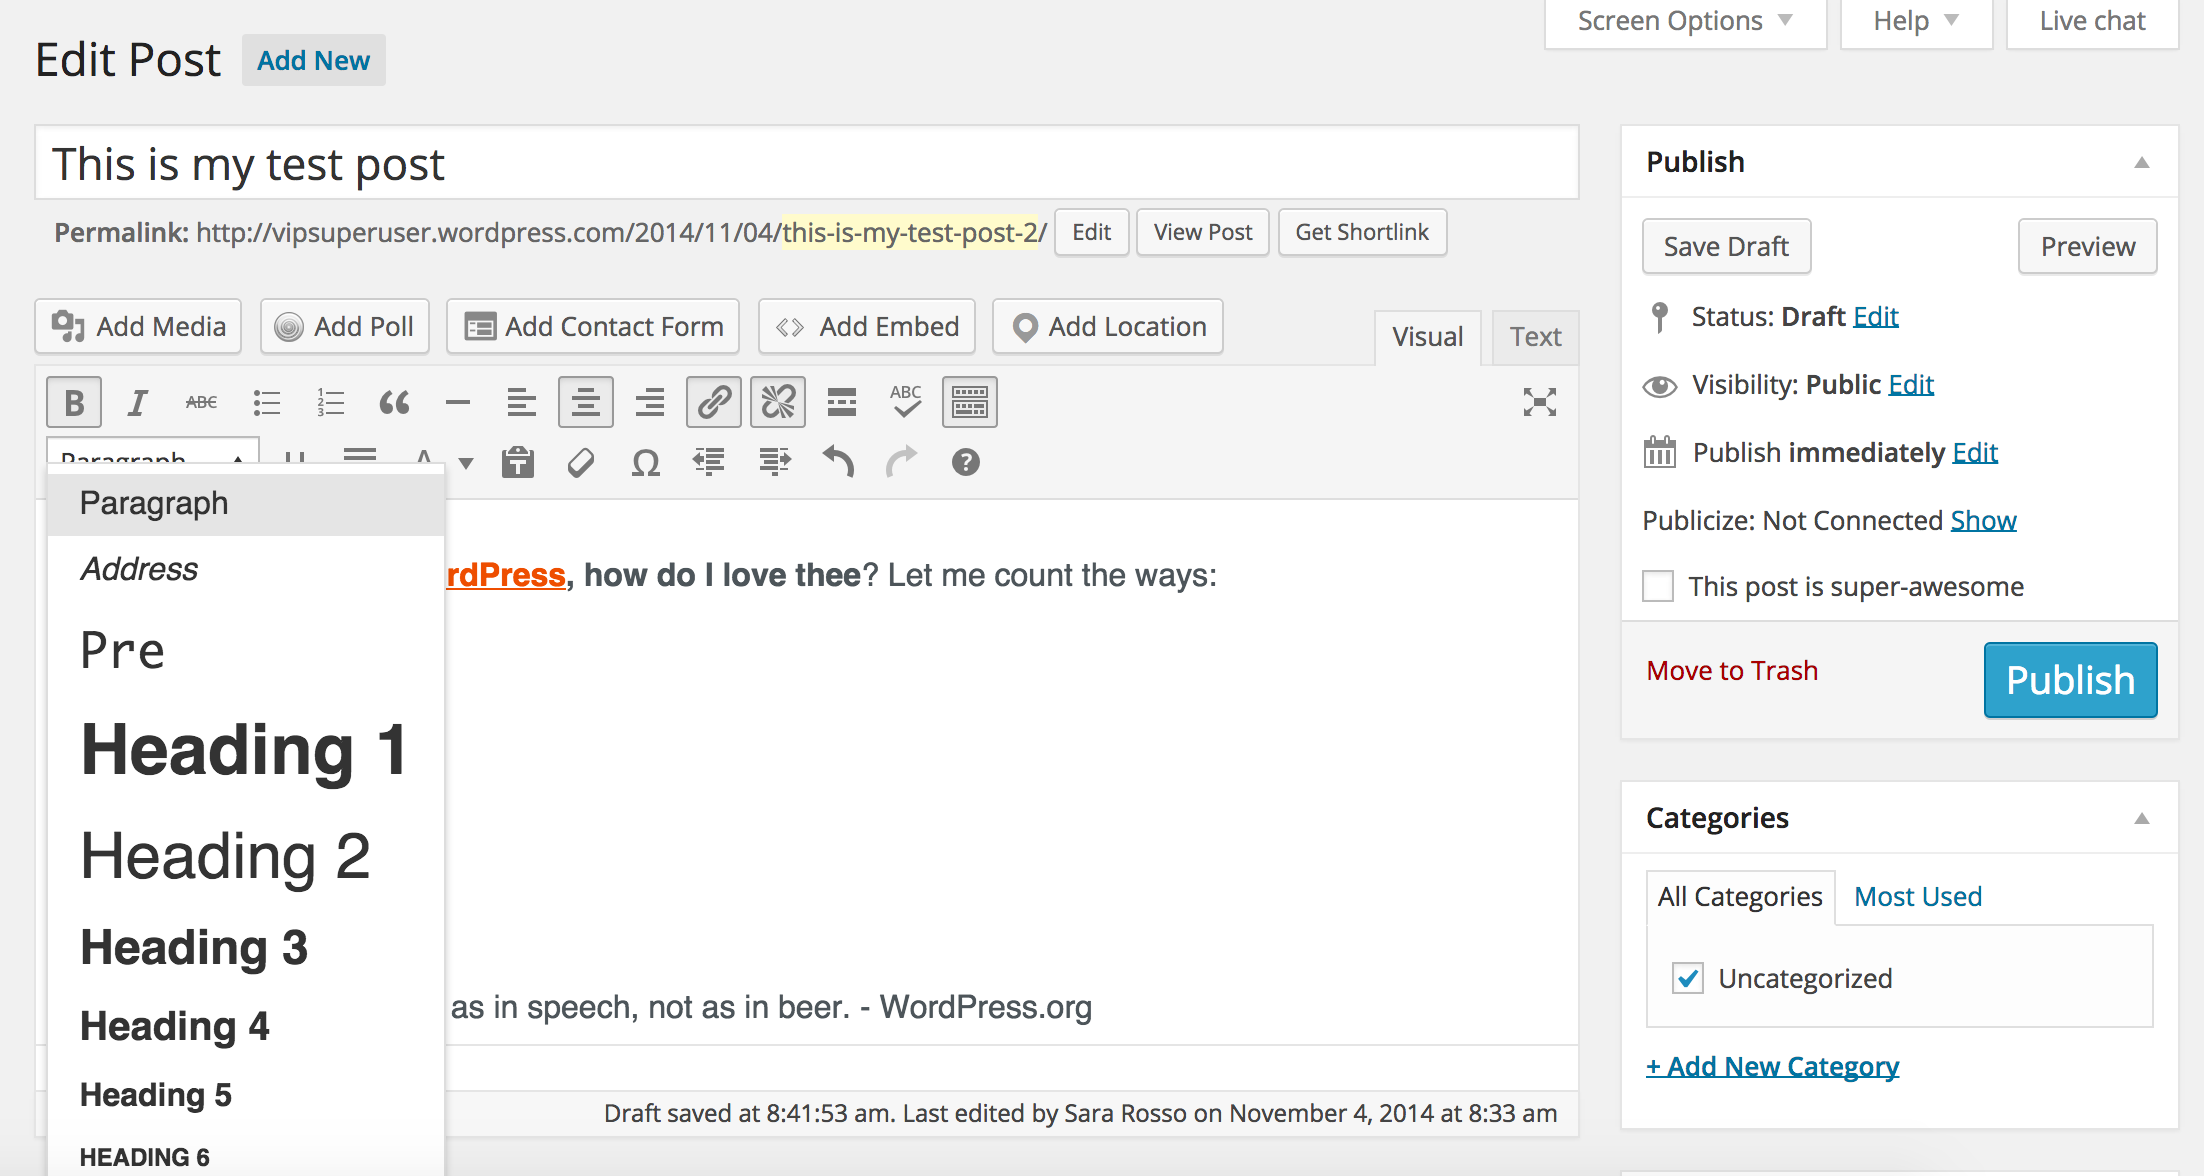 Screen Options Help Live chat
Edit Post Add New
This is my test post
Permalink: http://vipsuperuser.wordpress.com/2014/11/04/this-is-my-test-post-2/ Edit View Post Get Shortlink
Add Media Add Poll Add Contact Form Add Embed Add Location Visual Text
B I ABC 1 2 3 ABC
Paragraph U A T Ω ?
Paragraph
Address
Pre
Heading 1
Heading 2
Heading 3
Heading 4
Heading 5
HEADING 6
rdPress, how do I love thee? Let me count the ways:
as in speech, not as in beer. - WordPress.org
Draft saved at 8:41:53 am. Last edited by Sara Rosso on November 4, 2014 at 8:33 am
Publish
Save Draft Preview
Status: Draft Edit
Visibility: Public Edit
Publish immediately Edit
Publicize: Not Connected Show
This post is super-awesome
Move to Trash Publish
Categories
All Categories Most Used
Uncategorized
+ Add New Category